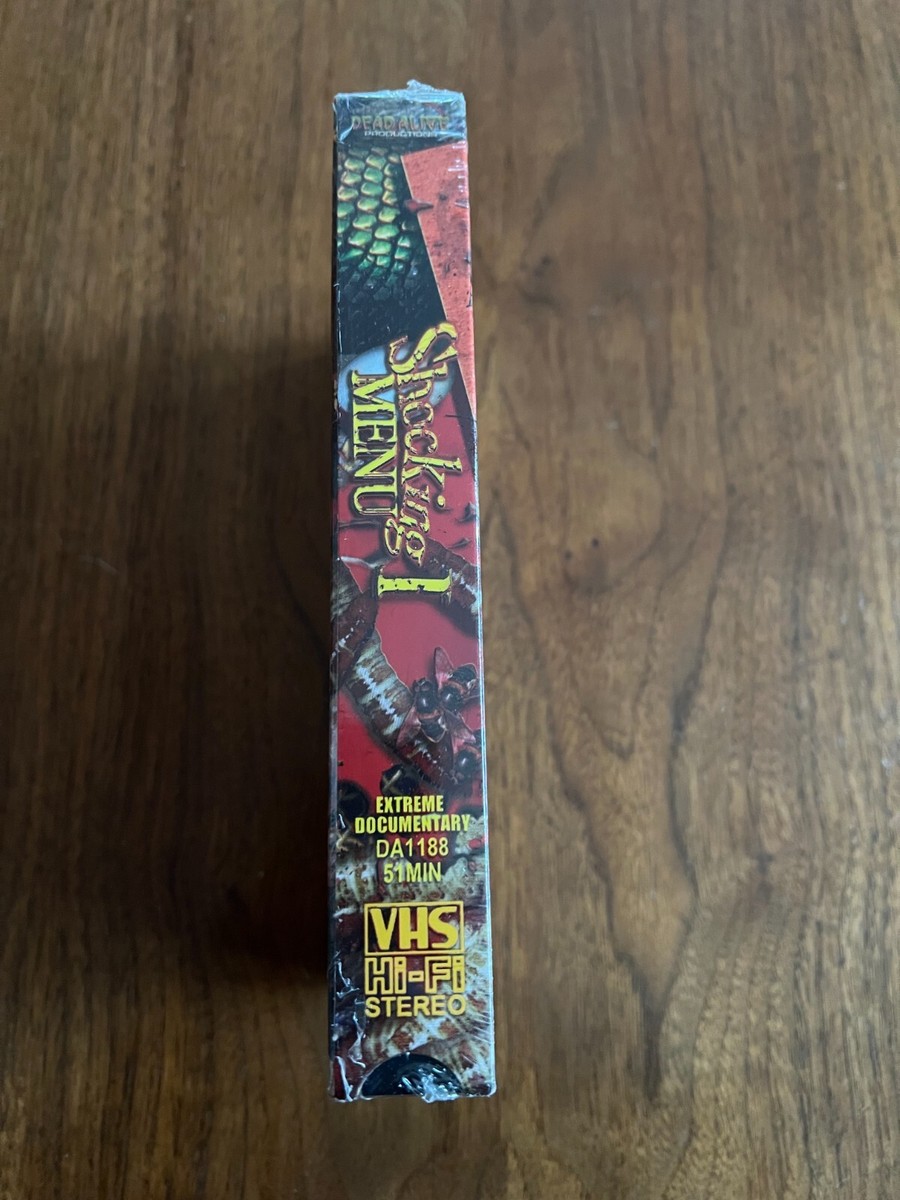 DEAD ALIVE
PRODUCTIONS
Shocking I
MENU
EXTREME
DOCUMENTARY
DA1188
51MIN
VHS
Hi-Fi
STEREO